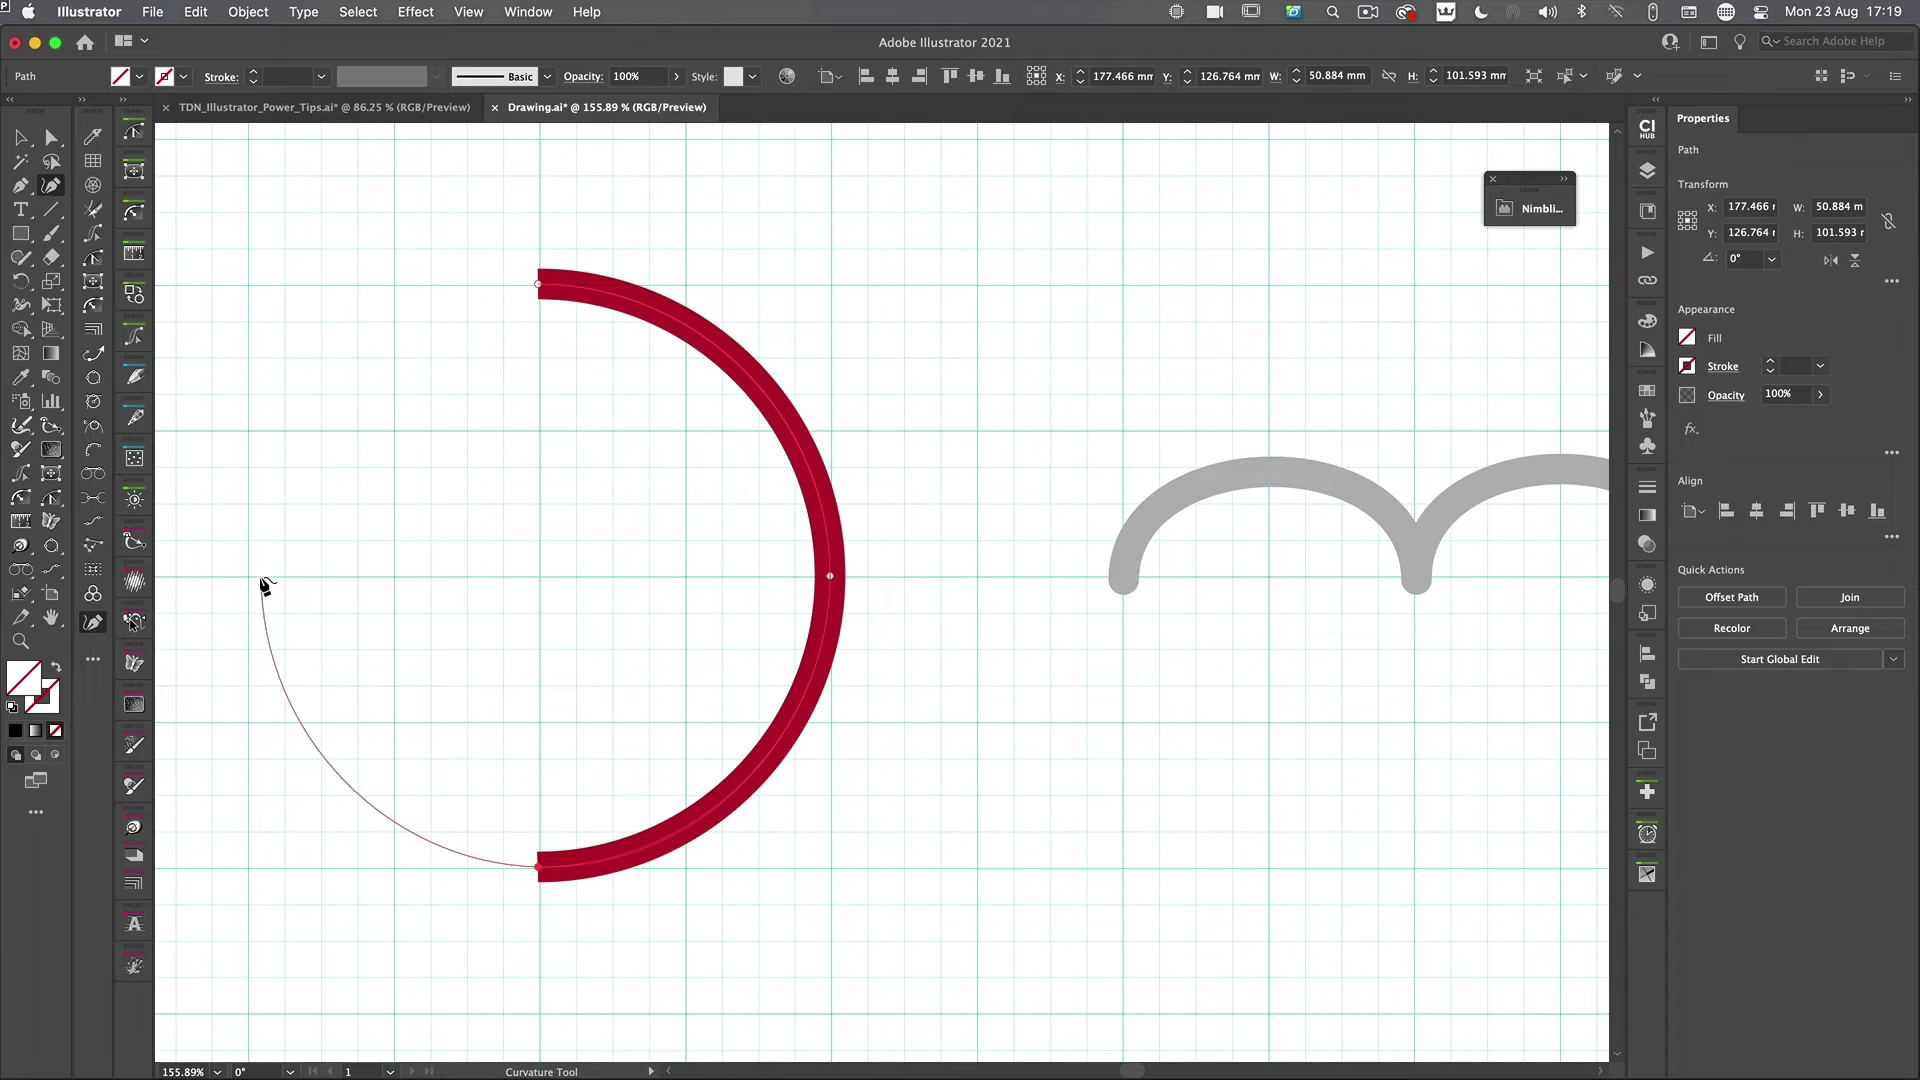 P
Illustrator File Edit Object Type Select Effect View Window Help
Mon 23 Aug 17:19
Adobe Illustrator 2021
Search Adobe Help
Path
Stroke:
Basic
Opacity: 100%
Style:
X: 177.466 mm
Y: 126.764 mm
W: 50.884 mm
H: 101.593 mm
TDN_Illustrator_Power_Tips.ai* @ 86.25 % (RGB/Preview)
Drawing.ai* @ 155.89 % (RGB/Preview)
CI
HUB
Nimbli...
Properties
Path
Transform
X: 177.466 r
W: 50.884 m
Y: 126.764 r
H: 101.593 r
0°
Appearance
Fill
Stroke
Opacity 100%
fx.
Align
Quick Actions
Offset Path
Join
Recolor
Arrange
Start Global Edit
155.89%
0°
1
Curvature Tool